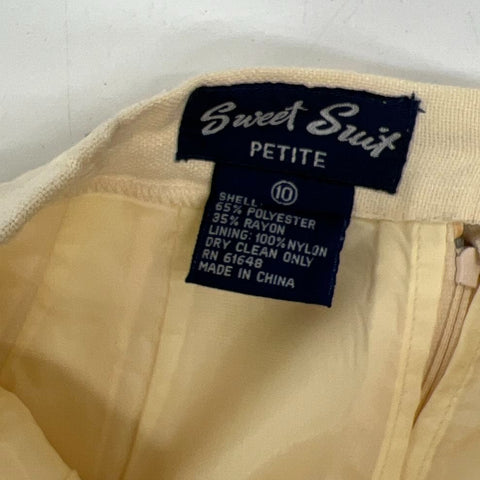 Sweet Suit
PETITE
10
SHELL:
65% POLYESTER
35% RAYON
LINING: 100% NYLON
DRY CLEAN ONLY
RN 61648
MADE IN CHINA